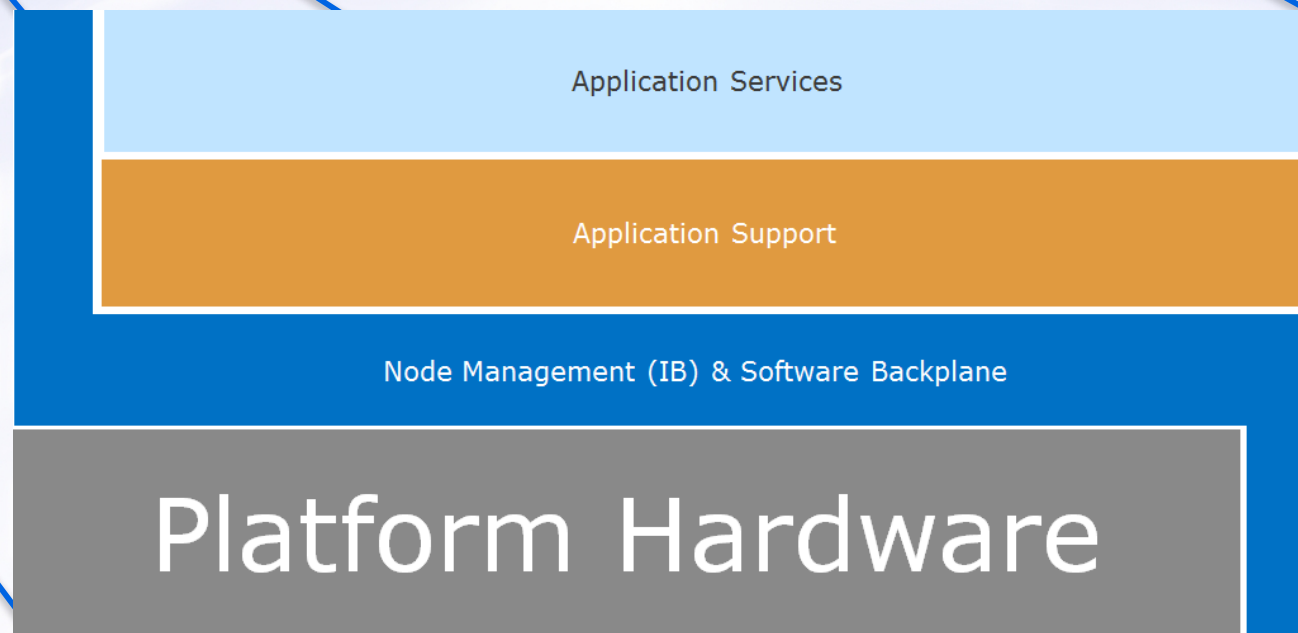 Application Services
Application Support
Node Management (IB) & Software Backplane
Platform Hardware